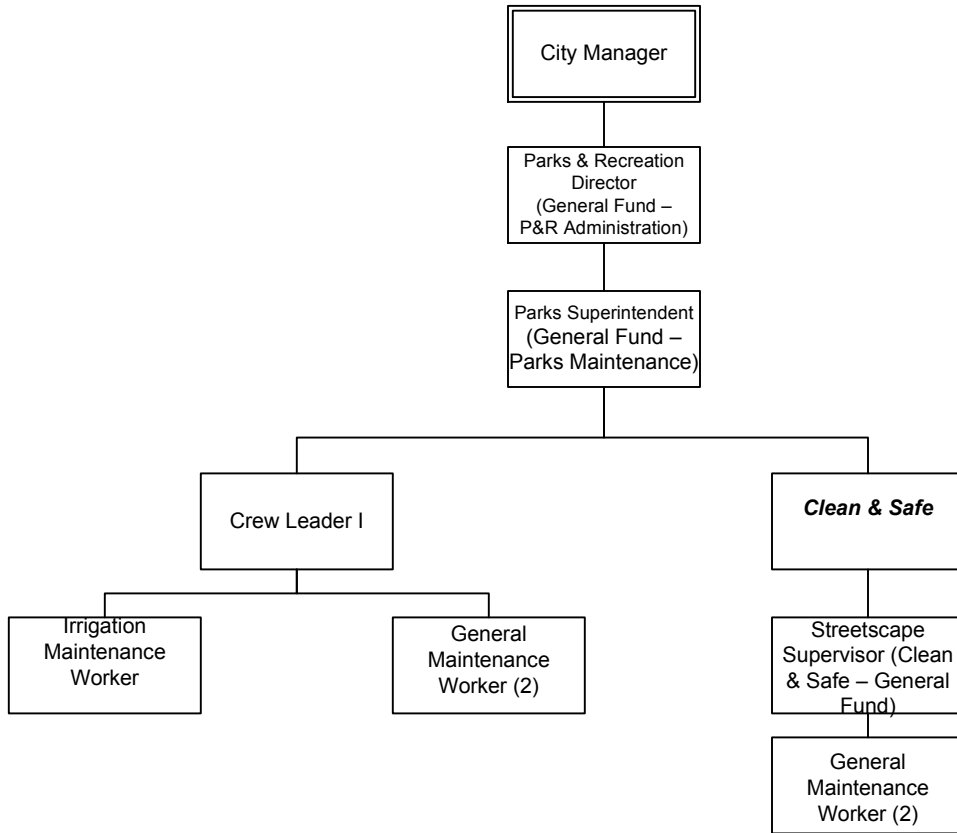 City Manager
Parks & Recreation
Director
(General Fund –
P&R Administration)
Parks Superintendent
(General Fund –
Parks Maintenance)
Crew Leader I
Clean & Safe
Irrigation
Maintenance
Worker
General
Maintenance
Worker (2)
Streetscape
Supervisor (Clean
& Safe – General
Fund)
General
Maintenance
Worker (2)